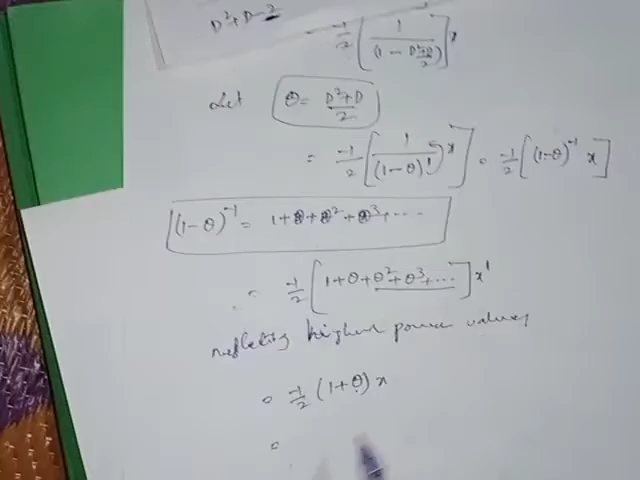 D²+D-2
-1/2 [ 1/(1 - D²+D/2) ] x
Let θ = D²+D/2
= -1/2 [ 1/(1-θ)¹ x ] = -1/2 [ (1-θ)⁻¹ x ]
(1-θ)⁻¹ = 1+θ+θ²+θ³+...
= -1/2 [ 1+θ+θ²+θ³+... ] x¹
neglecting highest power values
= -1/2 (1+θ) x
=